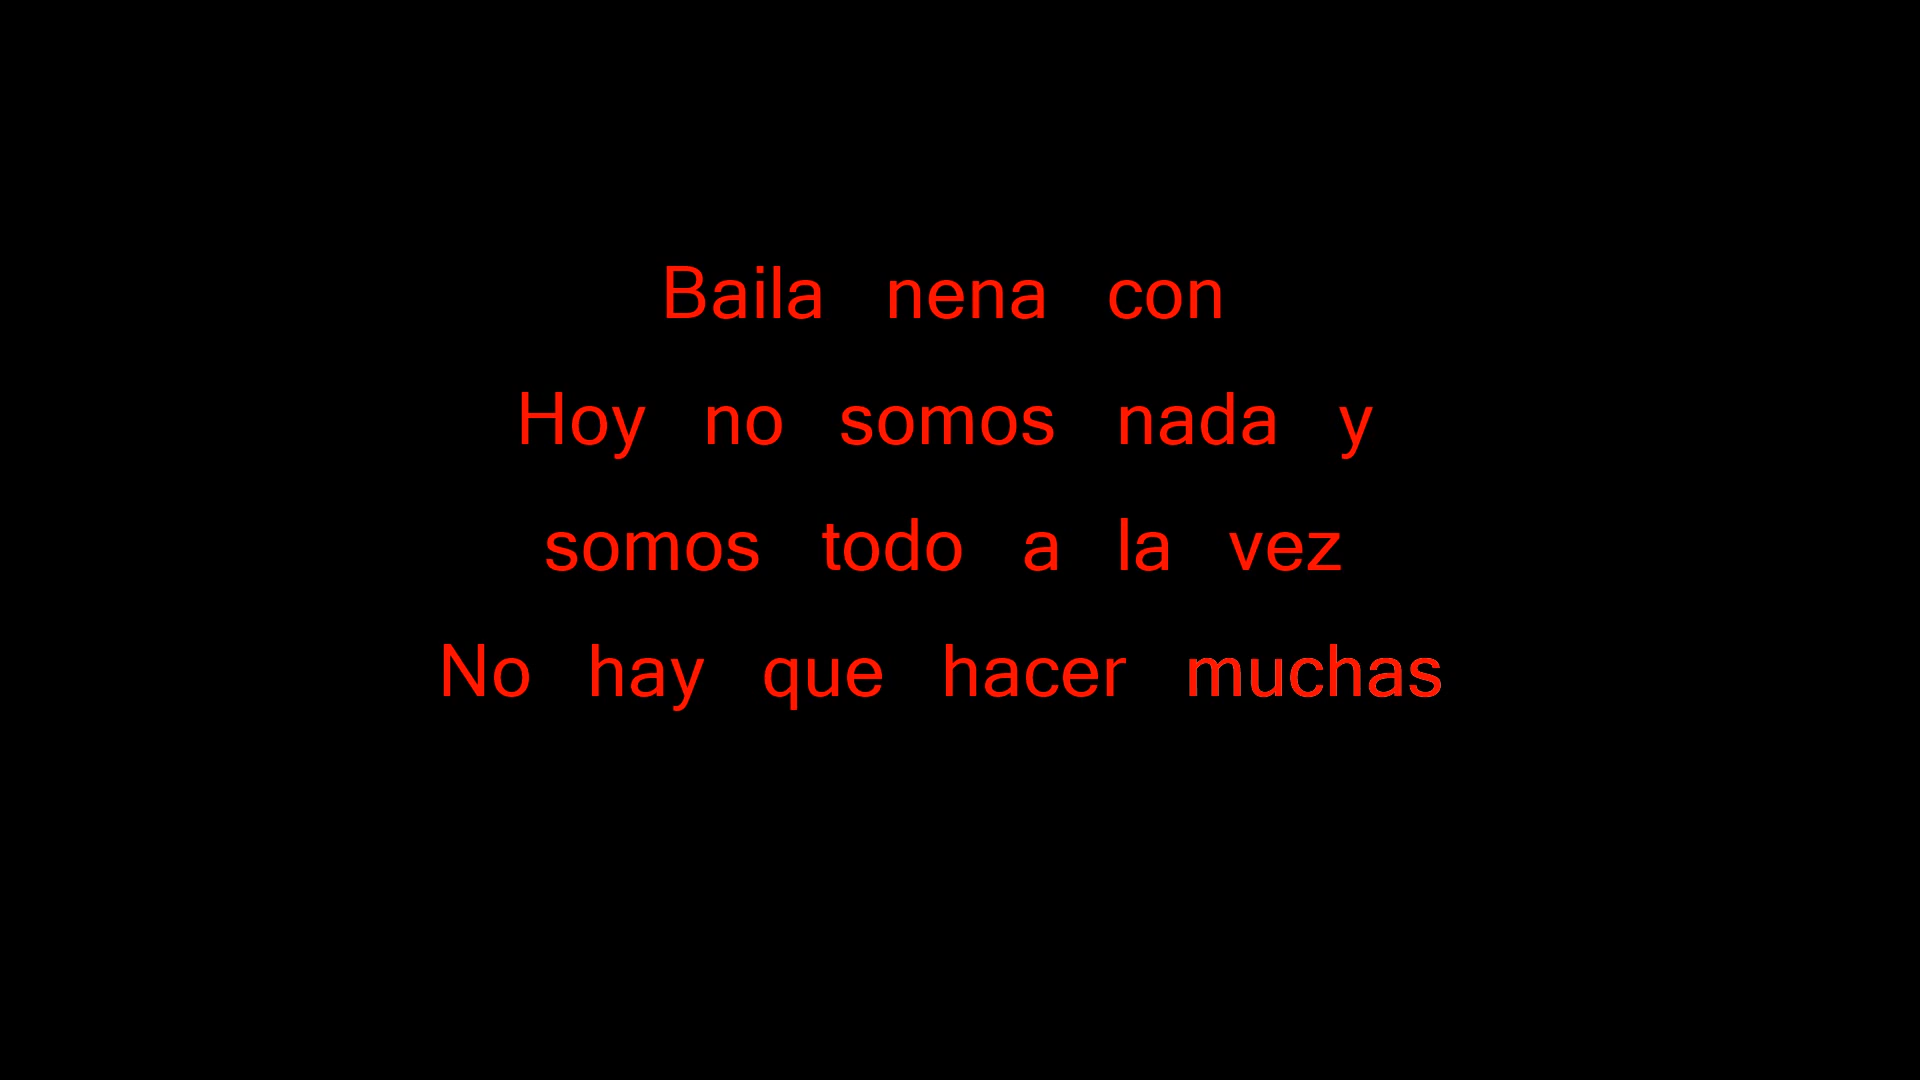 Baila nena con
Hoy no somos nada y
somos todo a la vez
No hay que hacer muchas